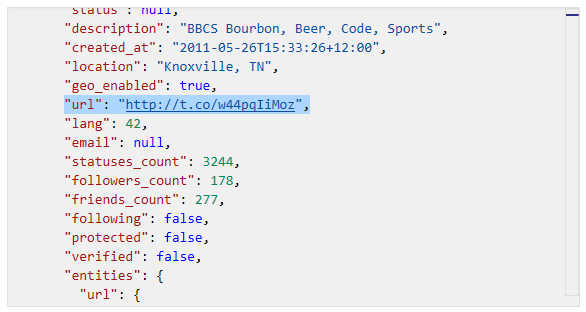 "status": null,
"description": "BBCS Bourbon, Beer, Code, Sports",
"created_at": "2011-05-26T15:33:26+12:00",
"location": "Knoxville, TN",
"geo_enabled": true,
"url": "http://t.co/w44pqIiMoz",
"lang": 42,
"email": null,
"statuses_count": 3244,
"followers_count": 178,
"friends_count": 277,
"following": false,
"protected": false,
"verified": false,
"entities": {
"url": {